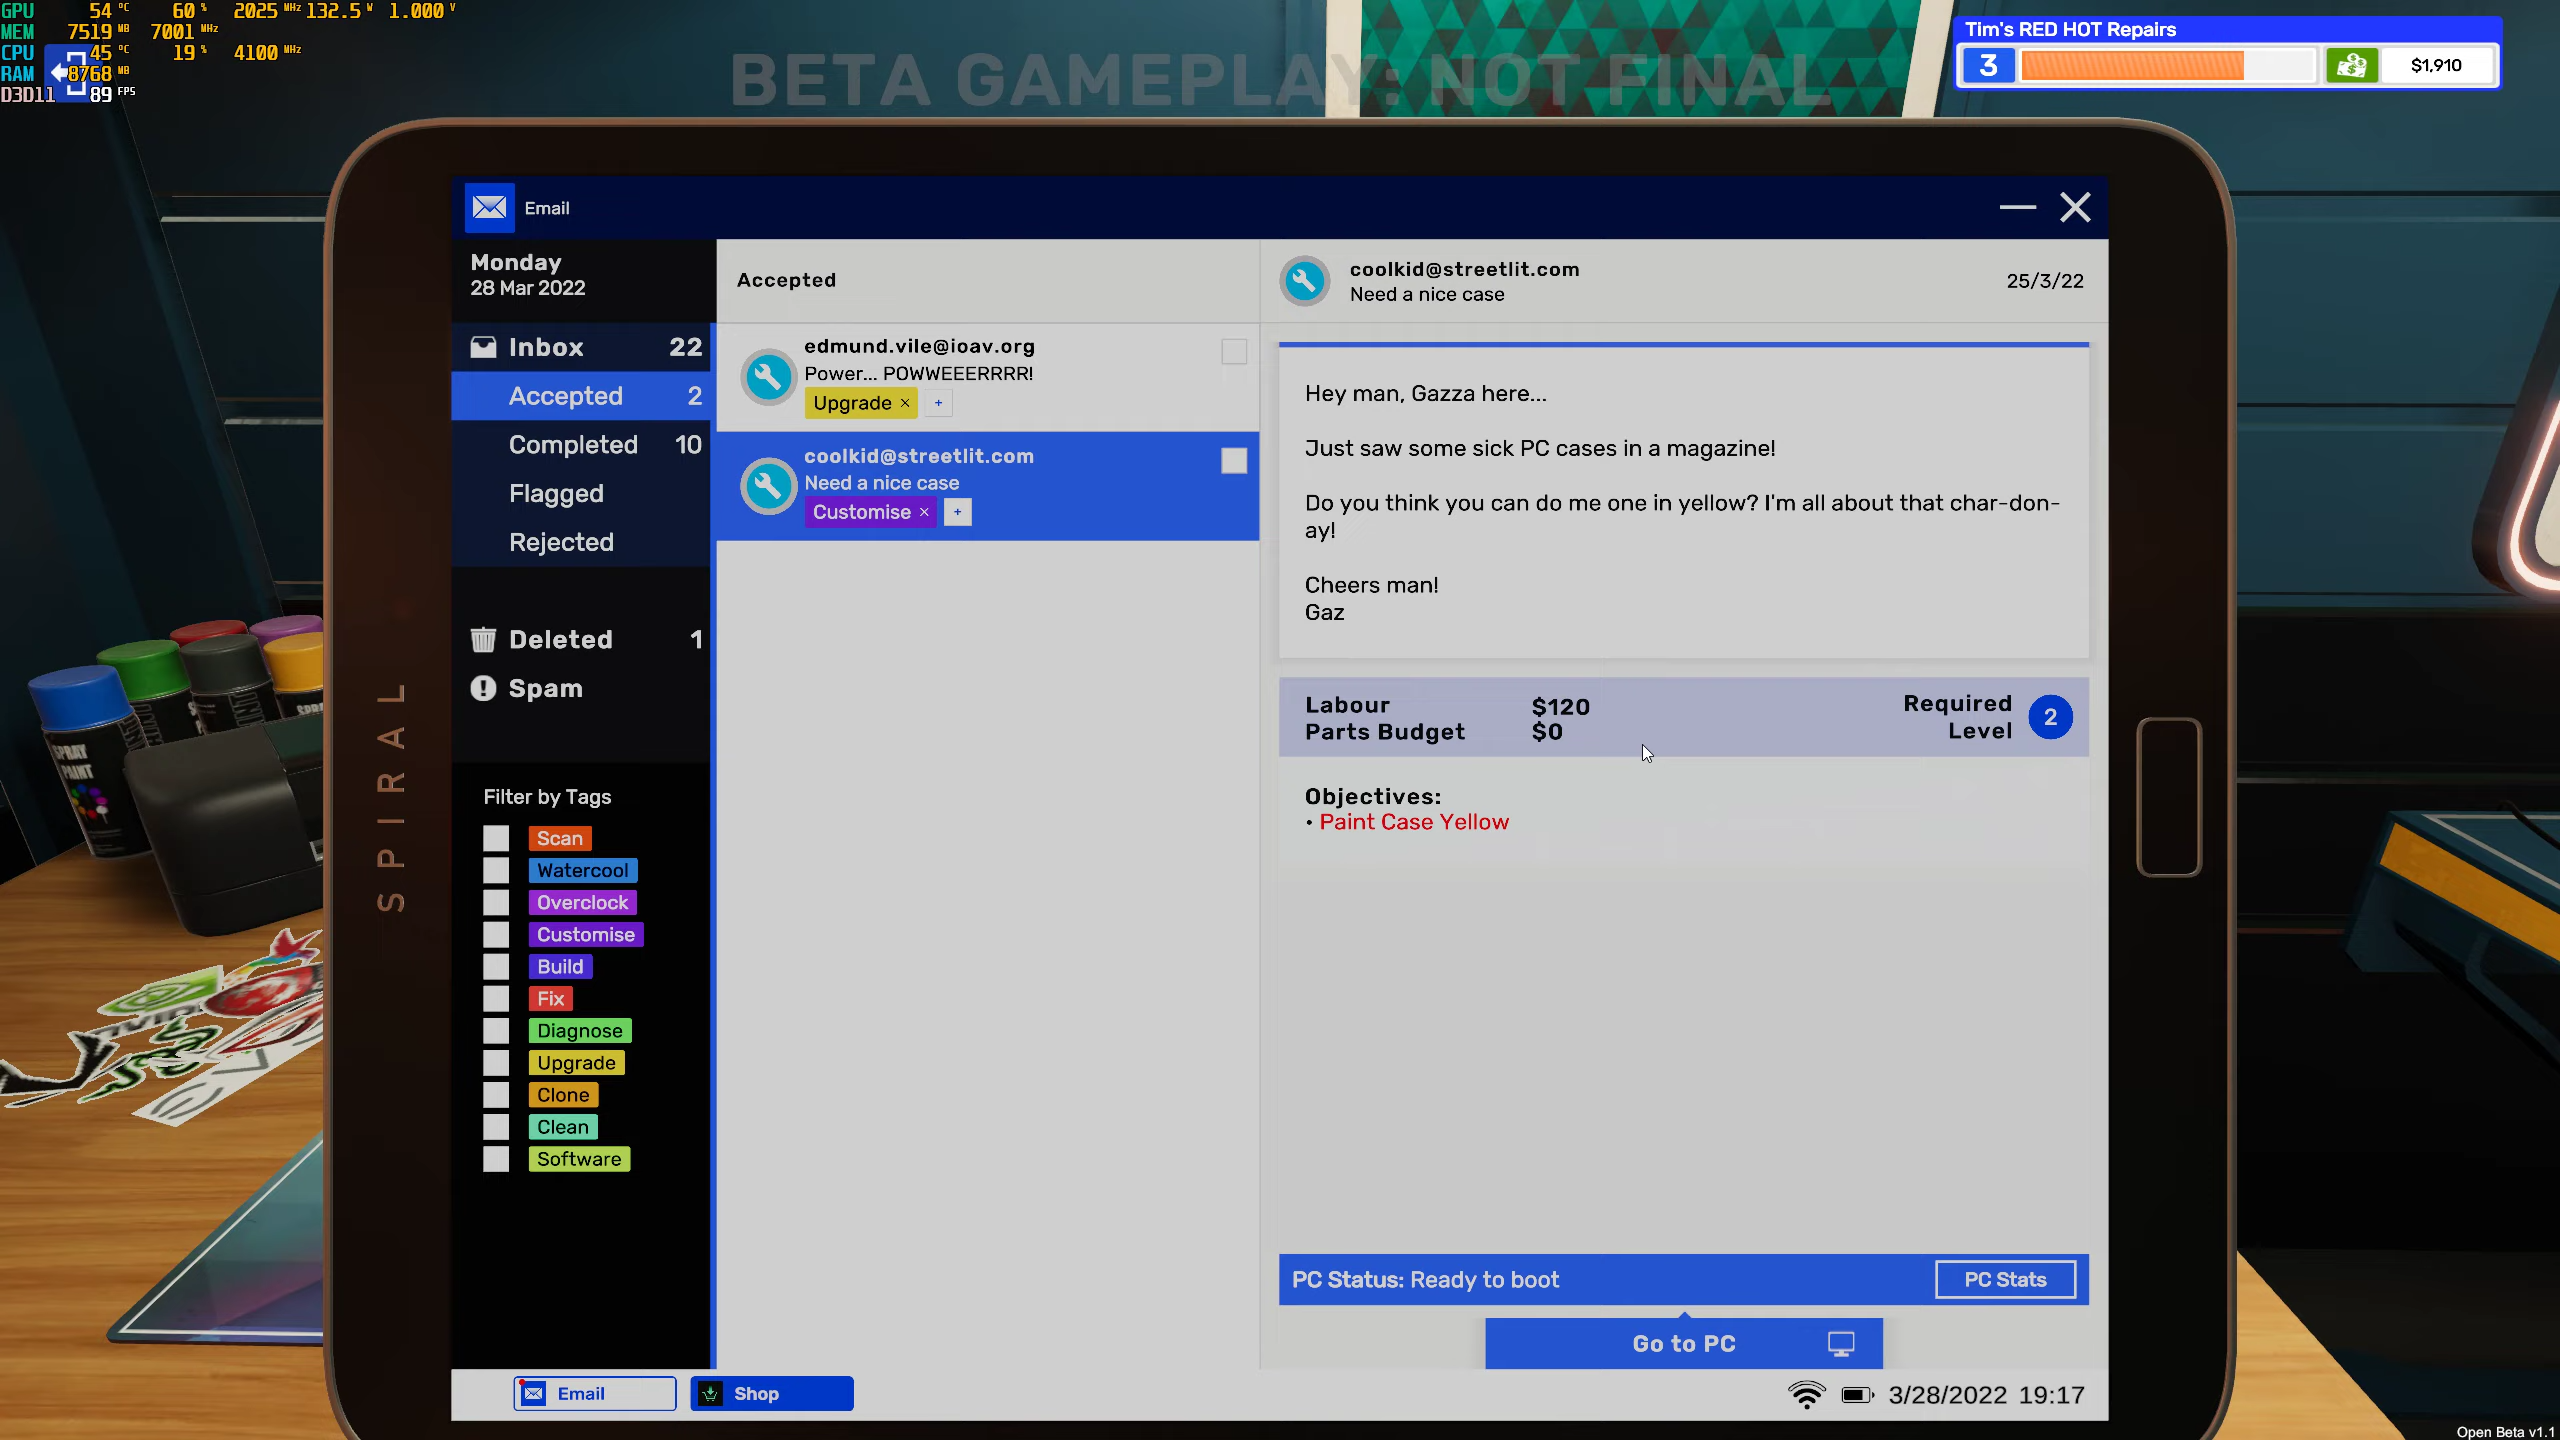 GPU 54 °C 60 % 2025 MHz 132.5 W 1.000 V
MEM 7519 MB 7001 MHz
CPU 45 °C 19 % 4100 MHz
RAM 8768 MB
D3D11 89 FPS
BETA GAMEPLAY: NOT FINAL
Tim's RED HOT Repairs
3 $1,910
Email
Monday
28 Mar 2022
Inbox 22
Accepted 2
Completed 10
Flagged
Rejected
Deleted 1
Spam
Filter by Tags
Scan
Watercool
Overclock
Customise
Build
Fix
Diagnose
Upgrade
Clone
Clean
Software
Accepted
edmund.vile@ioav.org
Power... POWWEEERRRR!
Upgrade × +
coolkid@streetlit.com
Need a nice case
Customise × +
coolkid@streetlit.com
Need a nice case
25/3/22
Hey man, Gazza here...
Just saw some sick PC cases in a magazine!
Do you think you can do me one in yellow? I'm all about that char-don-
ay!
Cheers man!
Gaz
Labour $120
Parts Budget $0
Required
Level 2
Objectives:
• Paint Case Yellow
PC Status: Ready to boot
PC Stats
Go to PC
Email
Shop
3/28/2022 19:17
SPIRAL
SPRAY
PAINT
Open Beta v1.1